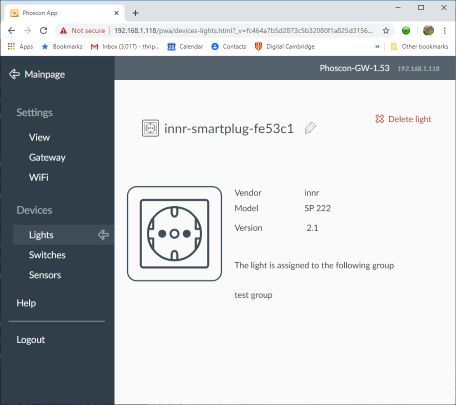 Phoscon App
Not secure | 192.168.1.118/pwa/devices-lights.html?_v=fc464a7b5d2873c5b32080f1a825d3156...
Apps Bookmarks Inbox (3,017) - thrip... Calendar Contacts Digital Cambridge » Other bookmarks
Mainpage
Phoscon-GW-1.53 192.168.1.118
Settings
View
Gateway
WiFi
Devices
Lights
Switches
Sensors
Help
Logout
innr-smartplug-fe53c1
Delete light
Vendor innr
Model SP 222
Version 2.1
The light is assigned to the following group
test group